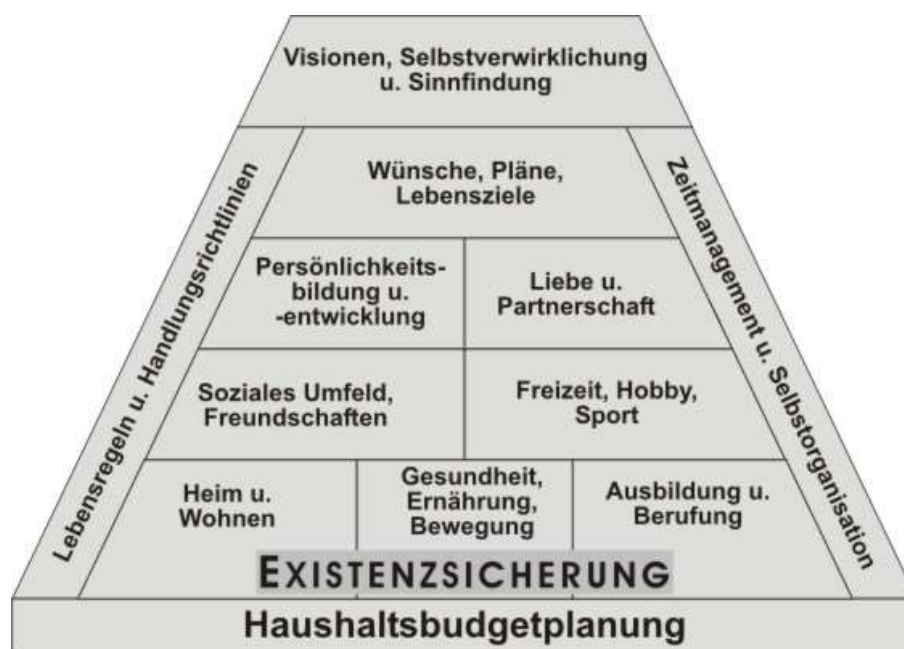 Visionen, Selbstverwirklichung
u. Sinnfindung
Lebensregeln u. Handlungsrichtlinien
Zeitmanagement u. Selbstorganisation
Wünsche, Pläne,
Lebensziele
Persönlichkeits-
bildung u.
-entwicklung
Liebe u.
Partnerschaft
Soziales Umfeld,
Freundschaften
Freizeit, Hobby,
Sport
Heim u.
Wohnen
Gesundheit,
Ernährung,
Bewegung
Ausbildung u.
Berufung
EXISTENZSICHERUNG
Haushaltsbudgetplanung